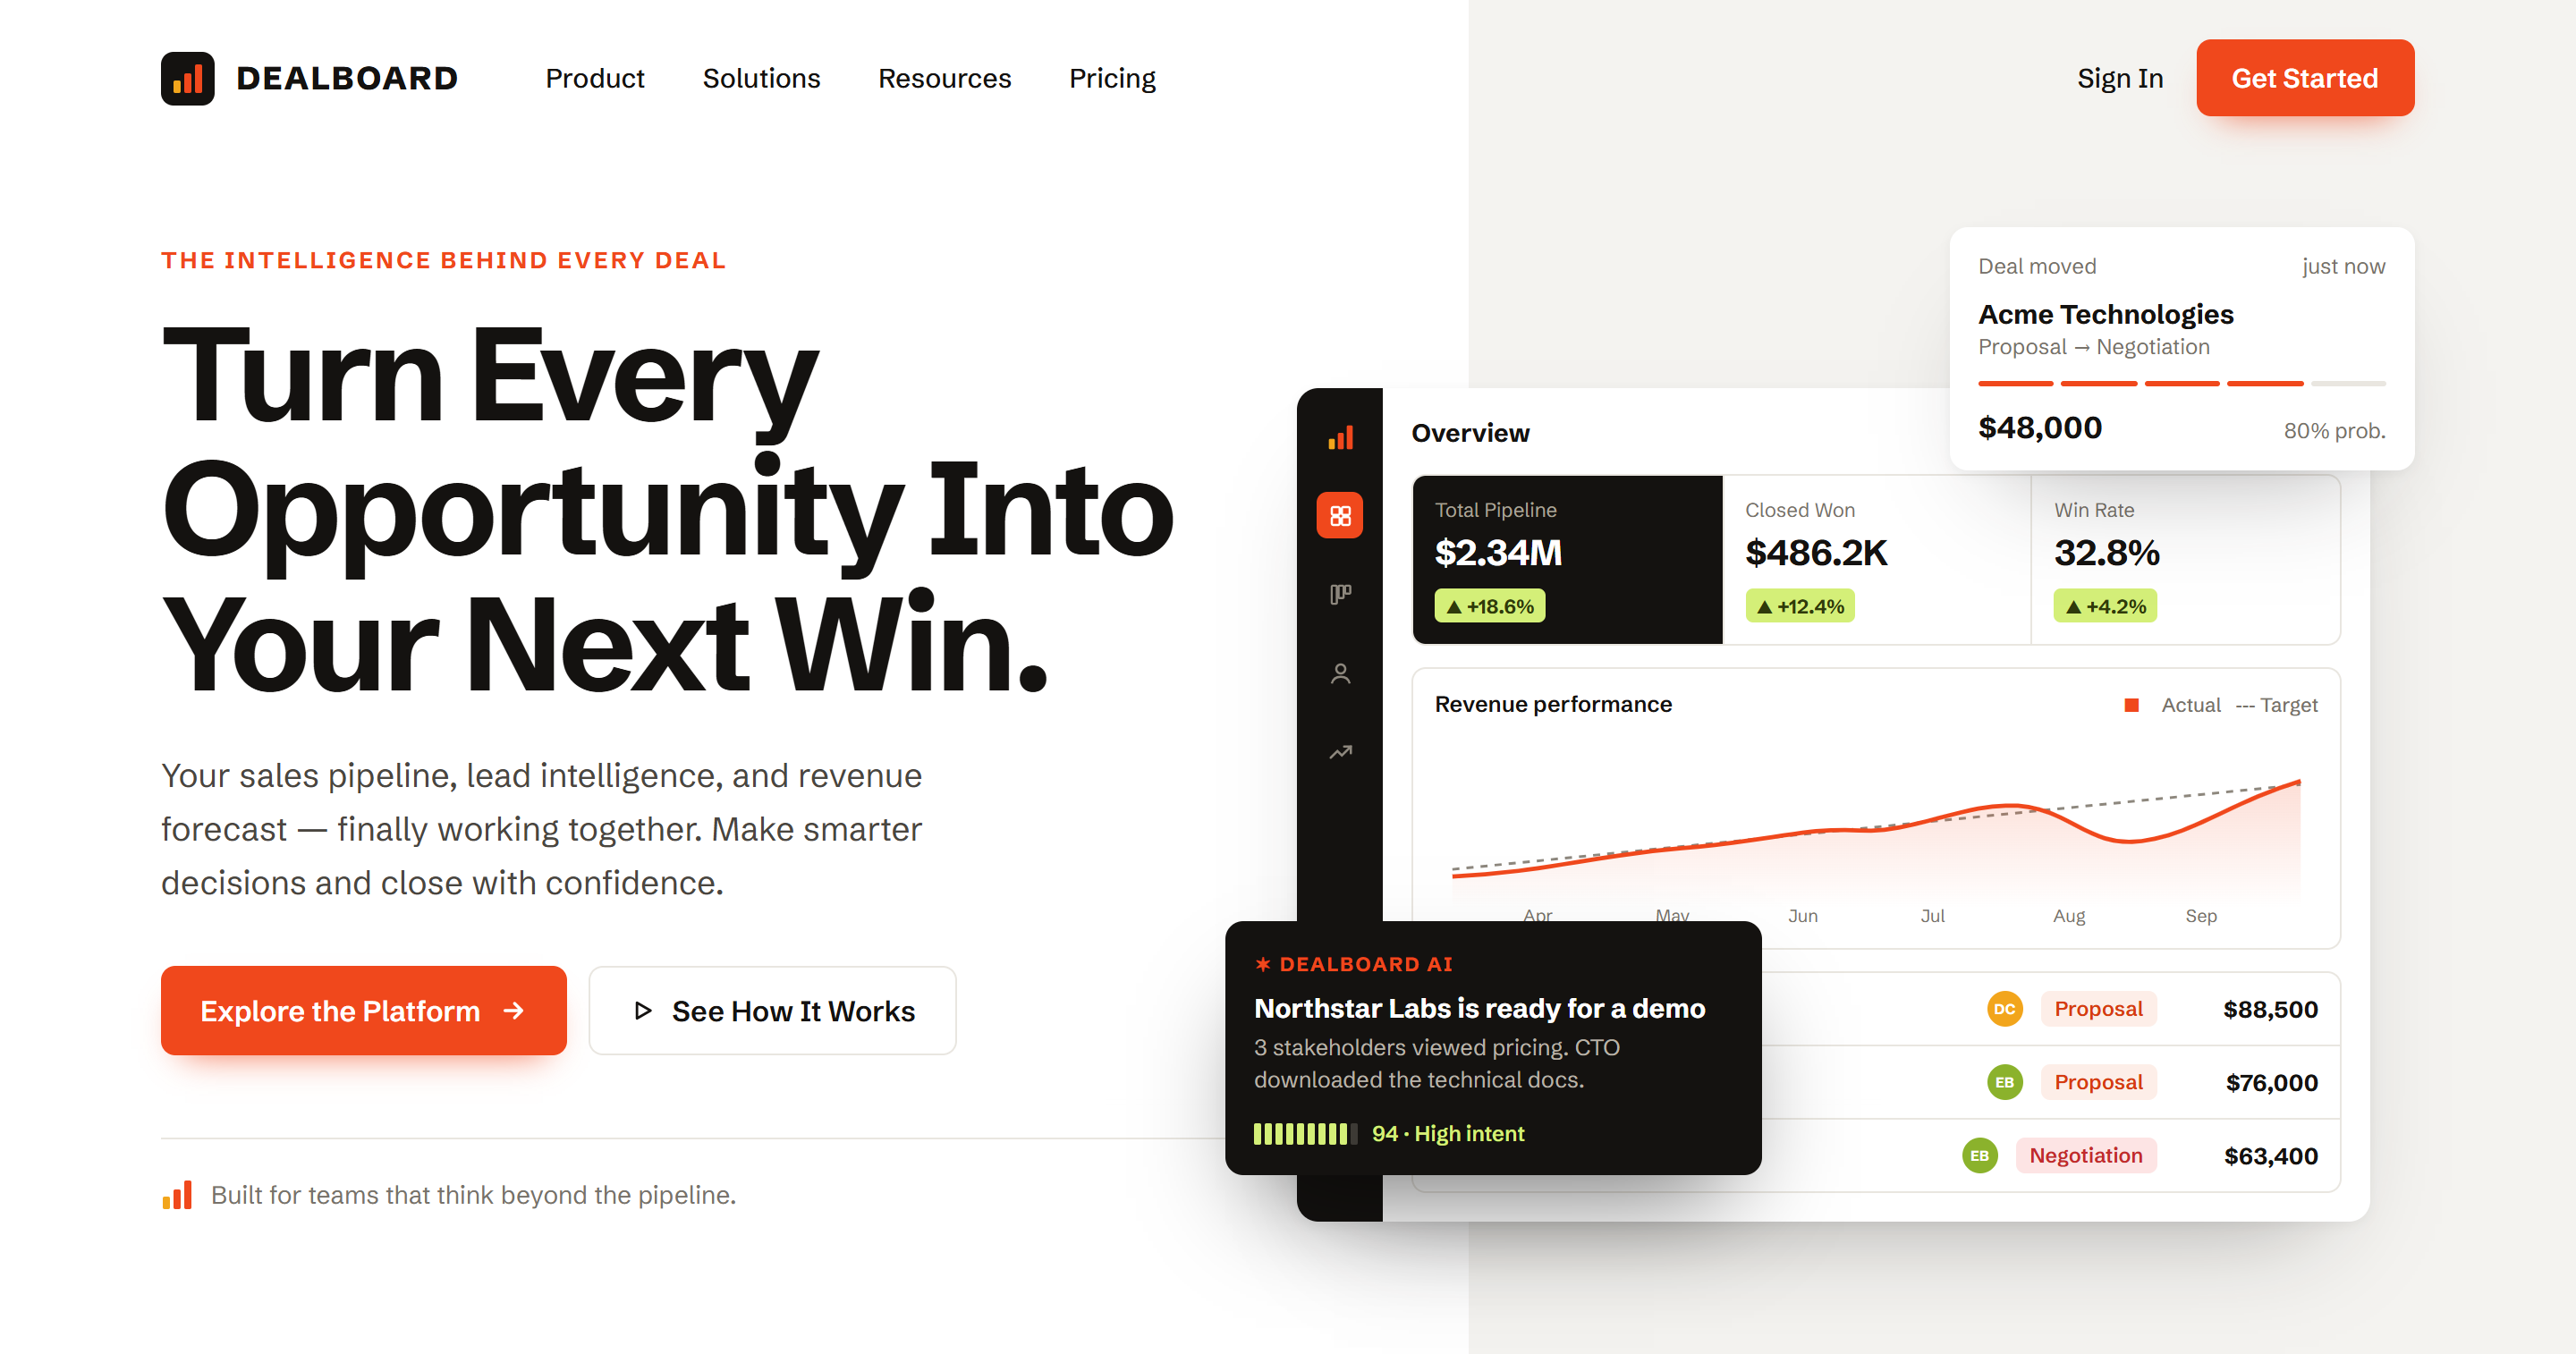 DEALBOARD
Product
Solutions
Resources
Pricing
Sign In
Get Started
THE INTELLIGENCE BEHIND EVERY DEAL
Turn Every
Opportunity Into
Your Next Win.
Your sales pipeline, lead intelligence, and revenue
forecast — finally working together. Make smarter
decisions and close with confidence.
Explore the Platform →
See How It Works
Built for teams that think beyond the pipeline.
Deal moved
just now
Acme Technologies
Proposal → Negotiation
$48,000
80% prob.
Overview
Total Pipeline
$2.34M
▲ +18.6%
Closed Won
$486.2K
▲ +12.4%
Win Rate
32.8%
▲ +4.2%
Revenue performance
Actual
--- Target
Apr
May
Jun
Jul
Aug
Sep
✶ DEALBOARD AI
Northstar Labs is ready for a demo
3 stakeholders viewed pricing. CTO
downloaded the technical docs.
94 · High intent
DC
Proposal
$88,500
EB
Proposal
$76,000
EB
Negotiation
$63,400